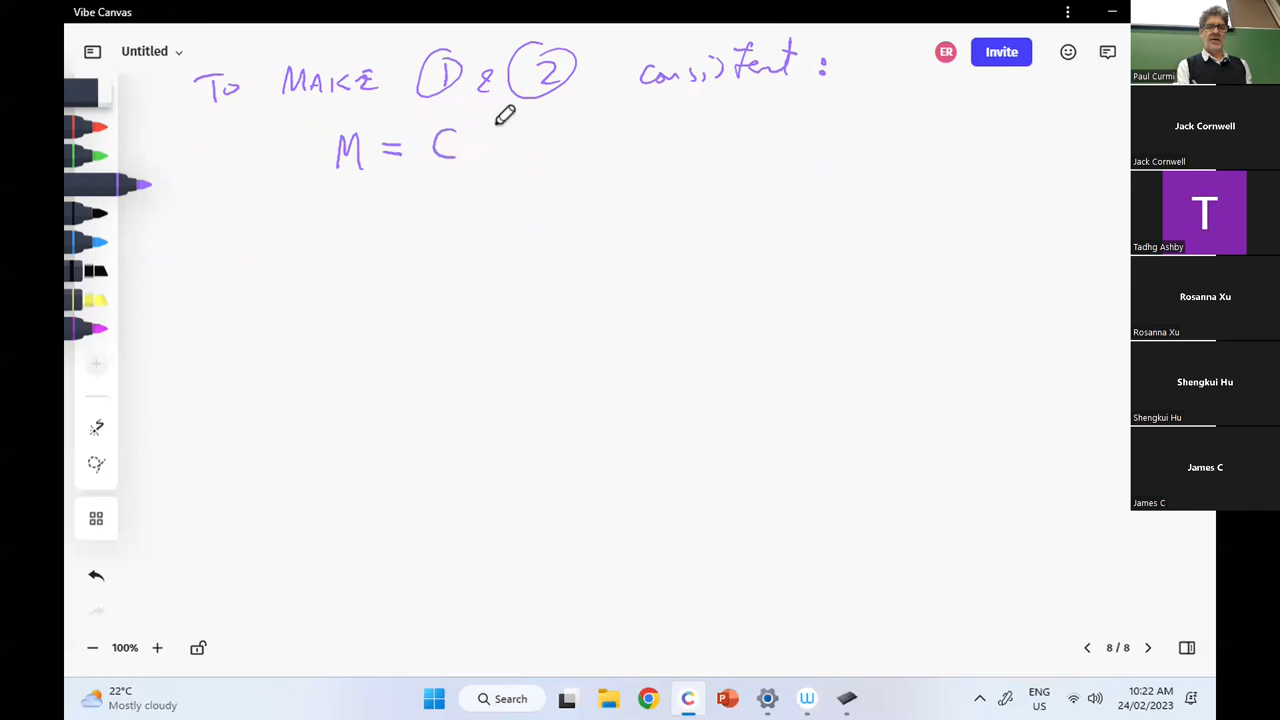 Vibe Canvas
Untitled
ER
Invite
To MAKE ① & ② consistent :
M = C
Paul Curmi
Jack Cornwell
Jack Cornwell
T
Tadhg Ashby
Rosanna Xu
Rosanna Xu
Shengkui Hu
Shengkui Hu
James C
James C
100%
8 / 8
22°C
Mostly cloudy
Search
ENG
US
10:22 AM
24/02/2023